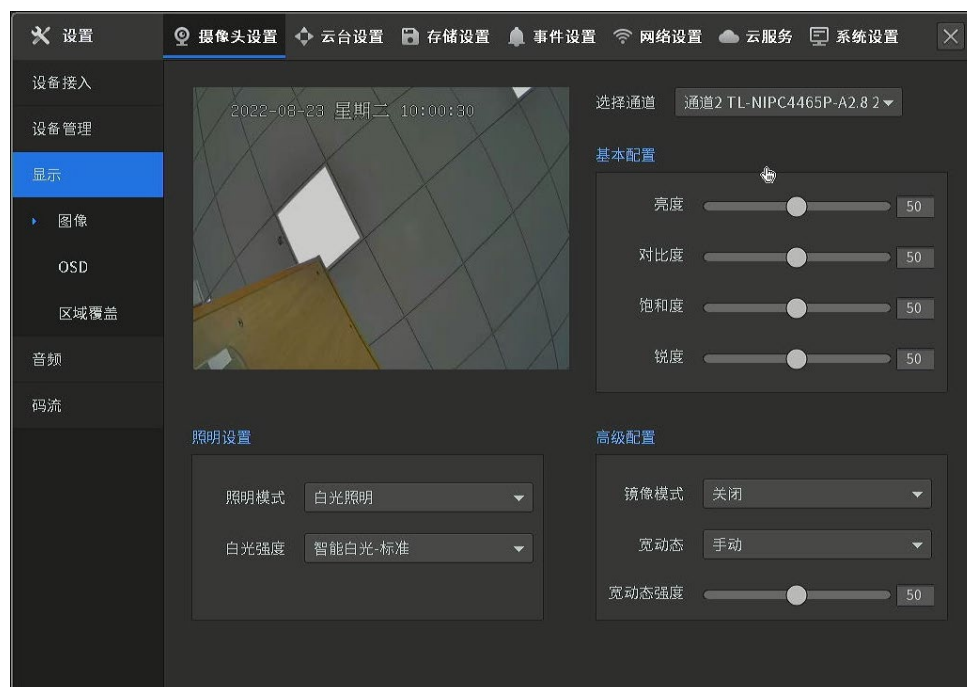 设置
摄像头设置 云台设置 存储设置 事件设置 网络设置 云服务 系统设置
设备接入
设备管理
显示
图像
OSD
区域覆盖
音频
码流
2022-08-23 星期二 10:00:30
选择通道 通道2 TL-NIPC4465P-A2.8 2
基本配置
亮度 50
对比度 50
饱和度 50
锐度 50
照明设置
照明模式 白光照明
白光强度 智能白光-标准
高级配置
镜像模式 关闭
宽动态 手动
宽动态强度 50